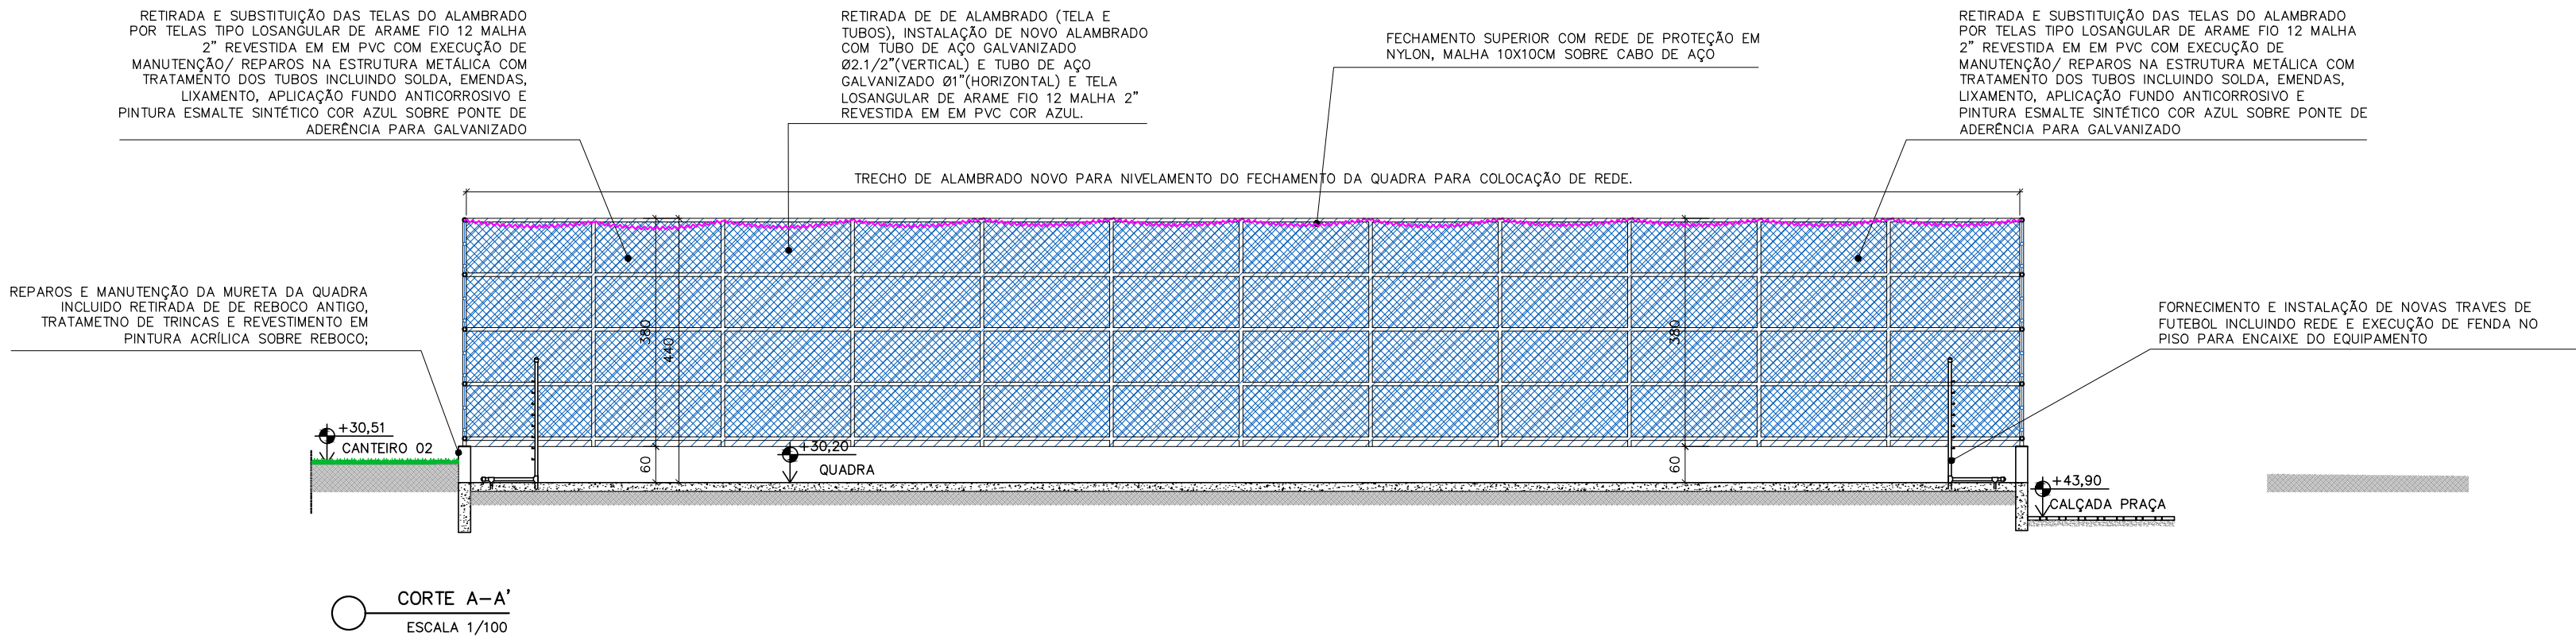 RETIRADA E SUBSTITUIÇÃO DAS TELAS DO ALAMBRADO
POR TELAS TIPO LOSANGULAR DE ARAME FIO 12 MALHA
2" REVESTIDA EM EM PVC COM EXECUÇÃO DE
MANUTENÇÃO/ REPAROS NA ESTRUTURA METÁLICA COM
TRATAMENTO DOS TUBOS INCLUINDO SOLDA, EMENDAS,
LIXAMENTO, APLICAÇÃO FUNDO ANTICORROSIVO E
PINTURA ESMALTE SINTÉTICO COR AZUL SOBRE PONTE DE
ADERÊNCIA PARA GALVANIZADO
RETIRADA DE DE ALAMBRADO (TELA E
TUBOS), INSTALAÇÃO DE NOVO ALAMBRADO
COM TUBO DE AÇO GALVANIZADO
Ø2.1/2"(VERTICAL) E TUBO DE AÇO
GALVANIZADO Ø1"(HORIZONTAL) E TELA
LOSANGULAR DE ARAME FIO 12 MALHA 2"
REVESTIDA EM EM PVC COR AZUL.
FECHAMENTO SUPERIOR COM REDE DE PROTEÇÃO EM
NYLON, MALHA 10X10CM SOBRE CABO DE AÇO
RETIRADA E SUBSTITUIÇÃO DAS TELAS DO ALAMBRADO
POR TELAS TIPO LOSANGULAR DE ARAME FIO 12 MALHA
2" REVESTIDA EM EM PVC COM EXECUÇÃO DE
MANUTENÇÃO/ REPAROS NA ESTRUTURA METÁLICA COM
TRATAMENTO DOS TUBOS INCLUINDO SOLDA, EMENDAS,
LIXAMENTO, APLICAÇÃO FUNDO ANTICORROSIVO E
PINTURA ESMALTE SINTÉTICO COR AZUL SOBRE PONTE DE
ADERÊNCIA PARA GALVANIZADO
TRECHO DE ALAMBRADO NOVO PARA NIVELAMENTO DO FECHAMENTO DA QUADRA PARA COLOCAÇÃO DE REDE.
REPAROS E MANUTENÇÃO DA MURETA DA QUADRA
INCLUIDO RETIRADA DE DE REBOCO ANTIGO,
TRATAMETNO DE TRINCAS E REVESTIMENTO EM
PINTURA ACRÍLICA SOBRE REBOCO;
FORNECIMENTO E INSTALAÇÃO DE NOVAS TRAVES DE
FUTEBOL INCLUINDO REDE E EXECUÇÃO DE FENDA NO
PISO PARA ENCAIXE DO EQUIPAMENTO
380
440
380
+30,51
CANTEIRO 02
60
+30,20
QUADRA
60
+43,90
CALÇADA PRAÇA
CORTE A-A'
ESCALA 1/100